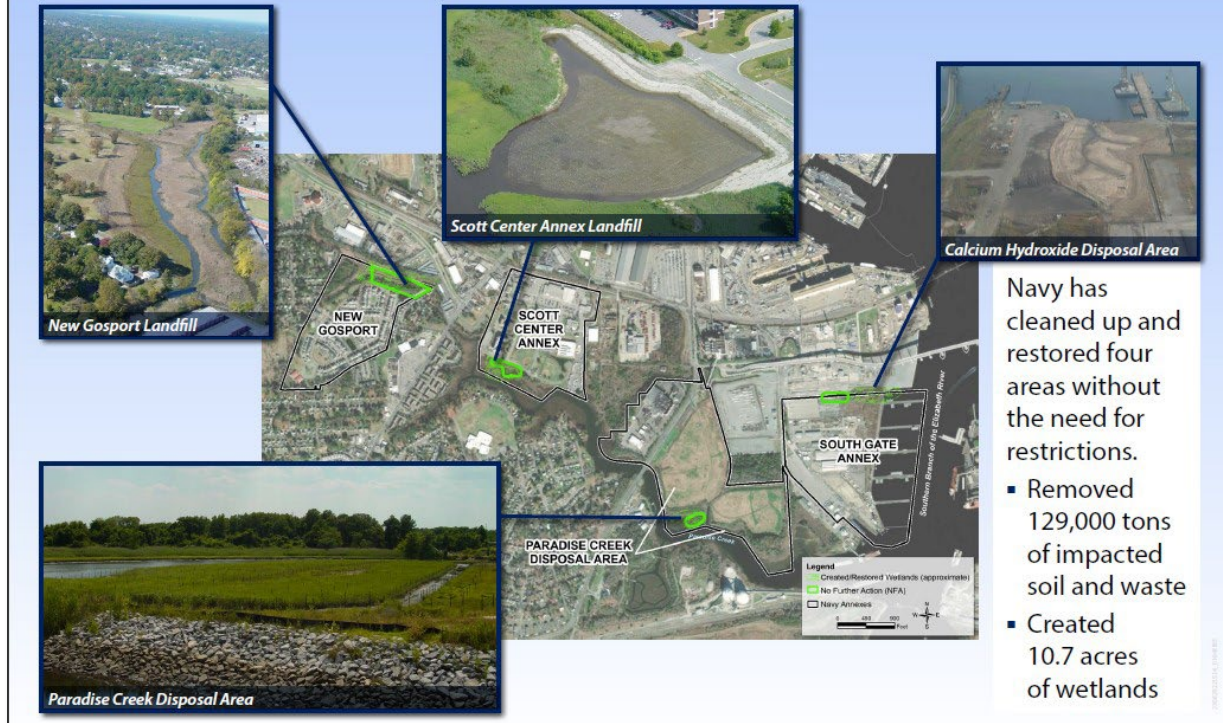 New Gosport Landfill
Scott Center Annex Landfill
Calcium Hydroxide Disposal Area
NEW
GOSPORT
SCOTT
CENTER
ANNEX
SOUTH GATE
ANNEX
Southern Branch of the Elizabeth River
PARADISE CREEK
DISPOSAL AREA
Paradise Creek
Legend
Created/Restored Wetlands (approximate)
No Further Action (NFA)
Navy Annexes
0 480 960
Feet
N
W E
S
Paradise Creek Disposal Area
Navy has
cleaned up and
restored four
areas without
the need for
restrictions.
▪ Removed
129,000 tons
of impacted
soil and waste
▪ Created
10.7 acres
of wetlands